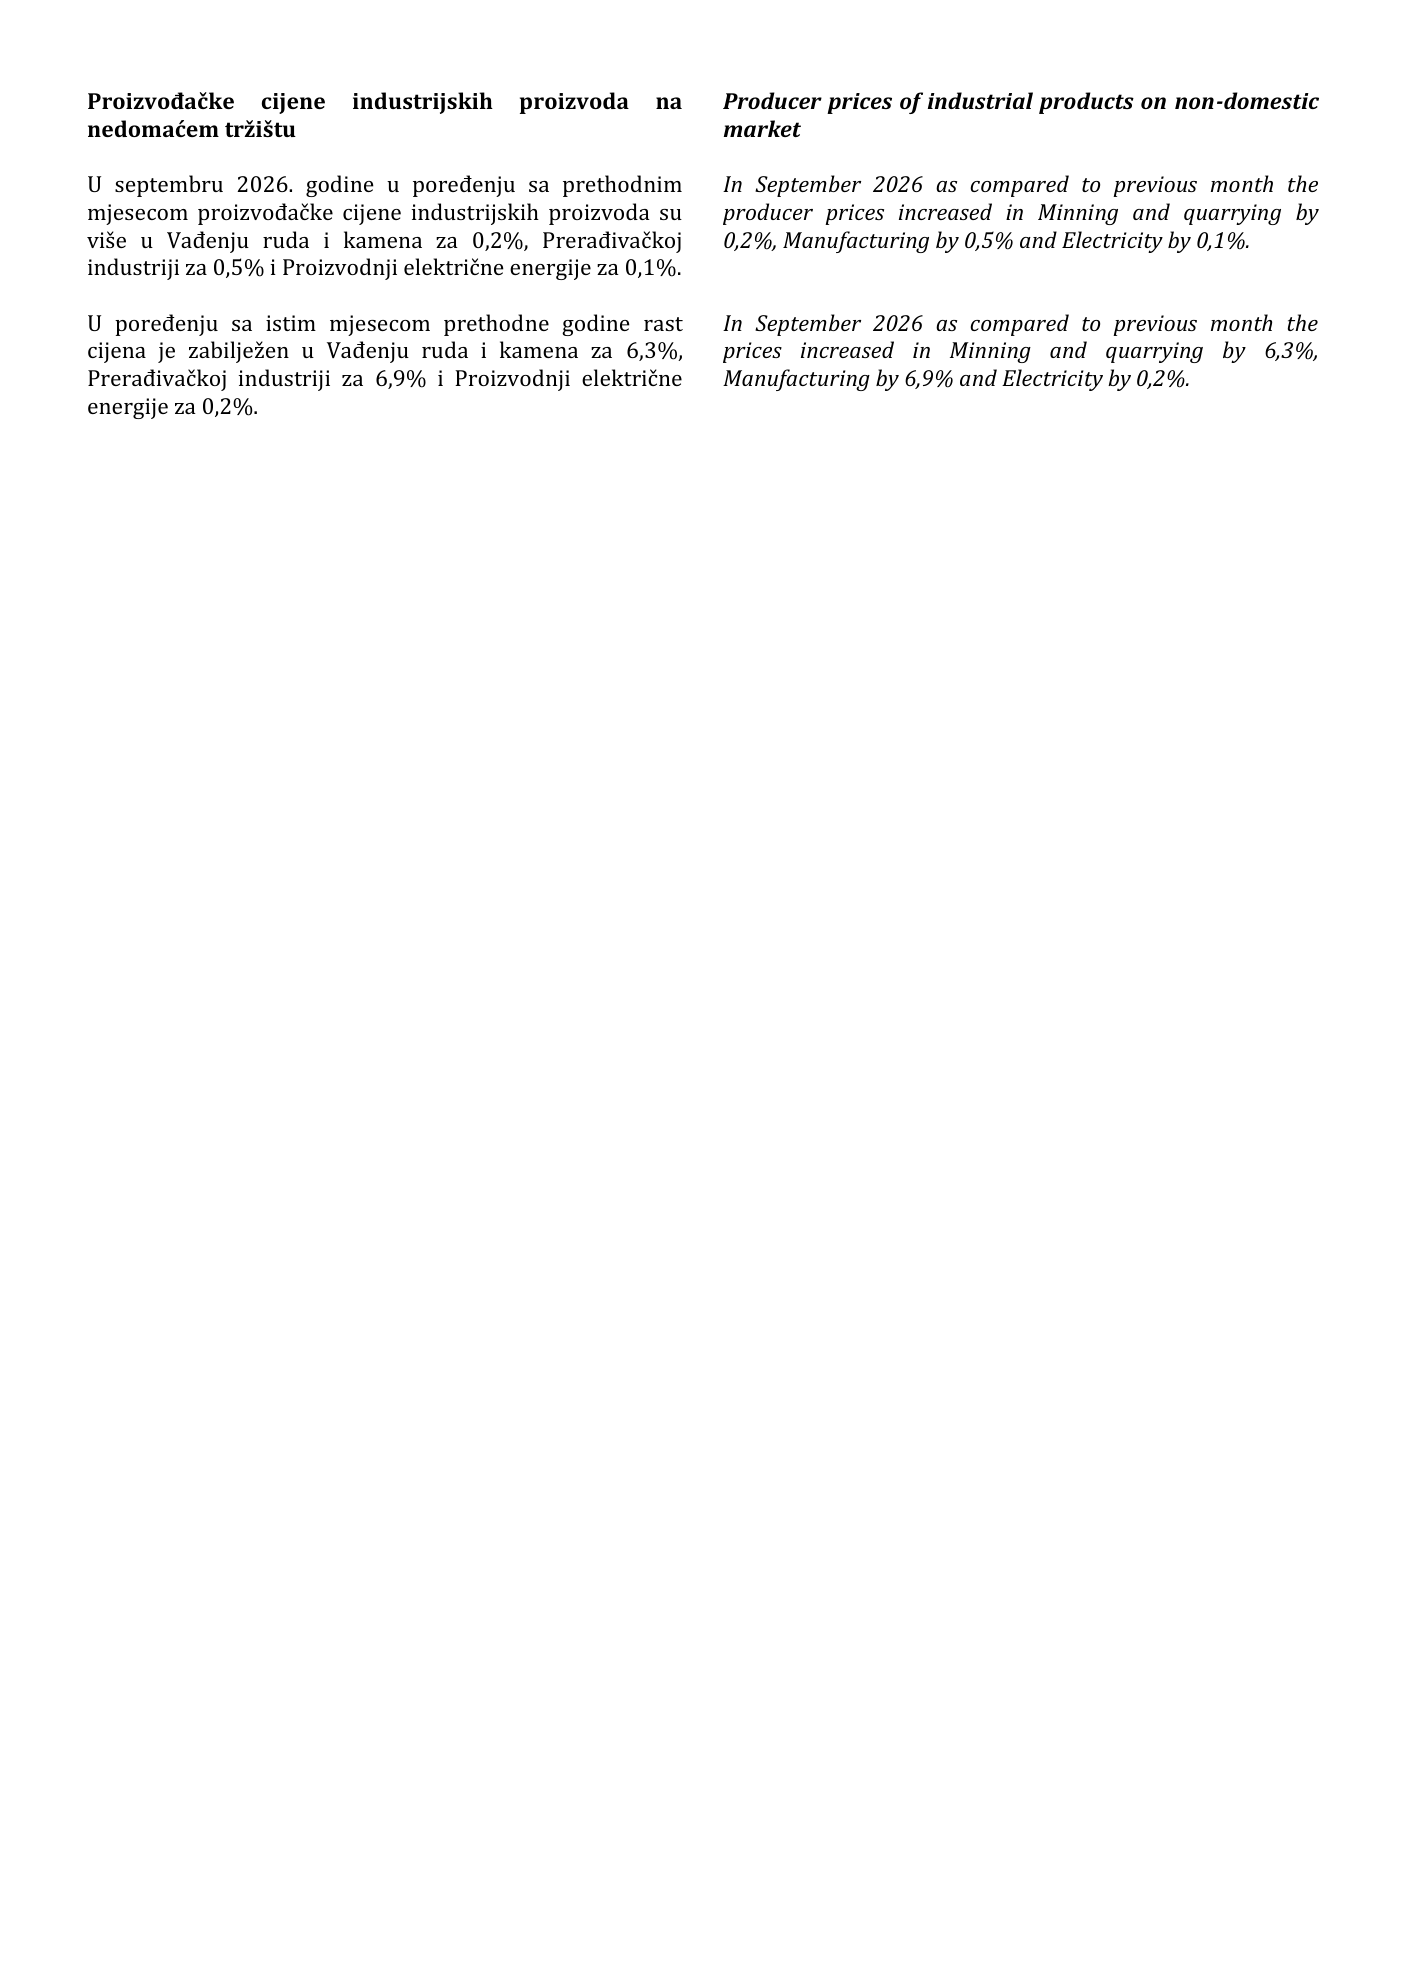 Proizvođačke cijene industrijskih proizvoda na
nedomaćem tržištu
U septembru 2026. godine u poređenju sa prethodnim
mjesecom proizvođačke cijene industrijskih proizvoda su
više u Vađenju ruda i kamena za 0,2%, Prerađivačkoj
industriji za 0,5% i Proizvodnji električne energije za 0,1%.
U poređenju sa istim mjesecom prethodne godine rast
cijena je zabilježen u Vađenju ruda i kamena za 6,3%,
Prerađivačkoj industriji za 6,9% i Proizvodnji električne
energije za 0,2%.
Producer prices of industrial products on non-domestic
market
In September 2026 as compared to previous month the
producer prices increased in Minning and quarrying by
0,2%, Manufacturing by 0,5% and Electricity by 0,1%.
In September 2026 as compared to previous month the
prices increased in Minning and quarrying by 6,3%,
Manufacturing by 6,9% and Electricity by 0,2%.